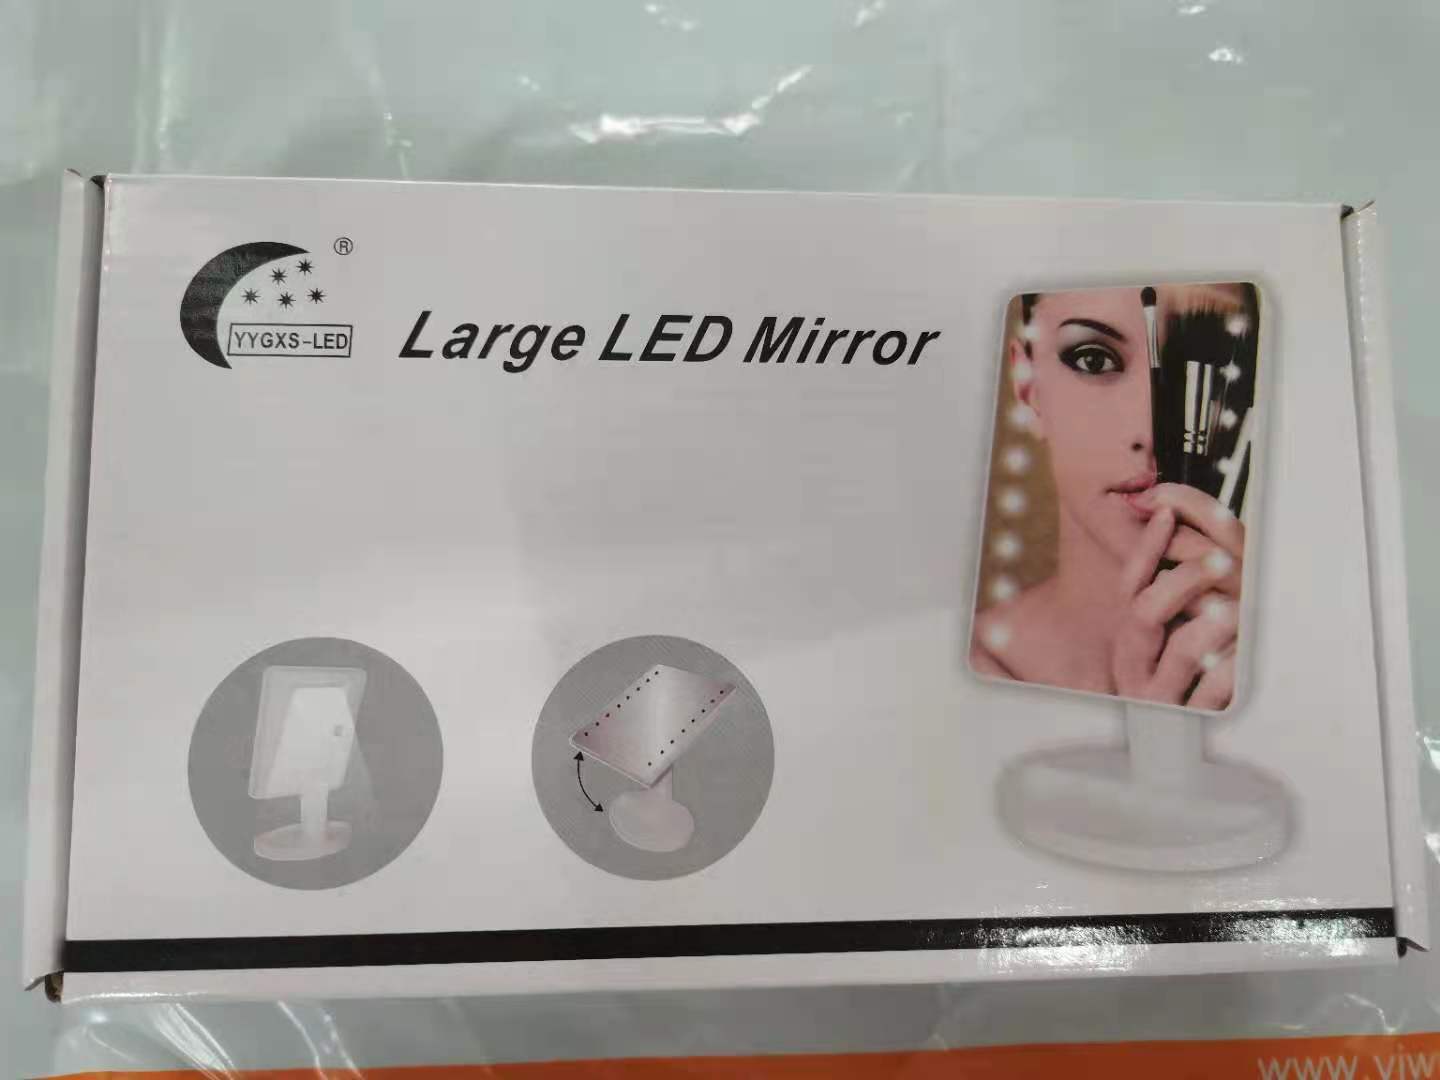 ®
YYGXS-LED
Large LED Mirror